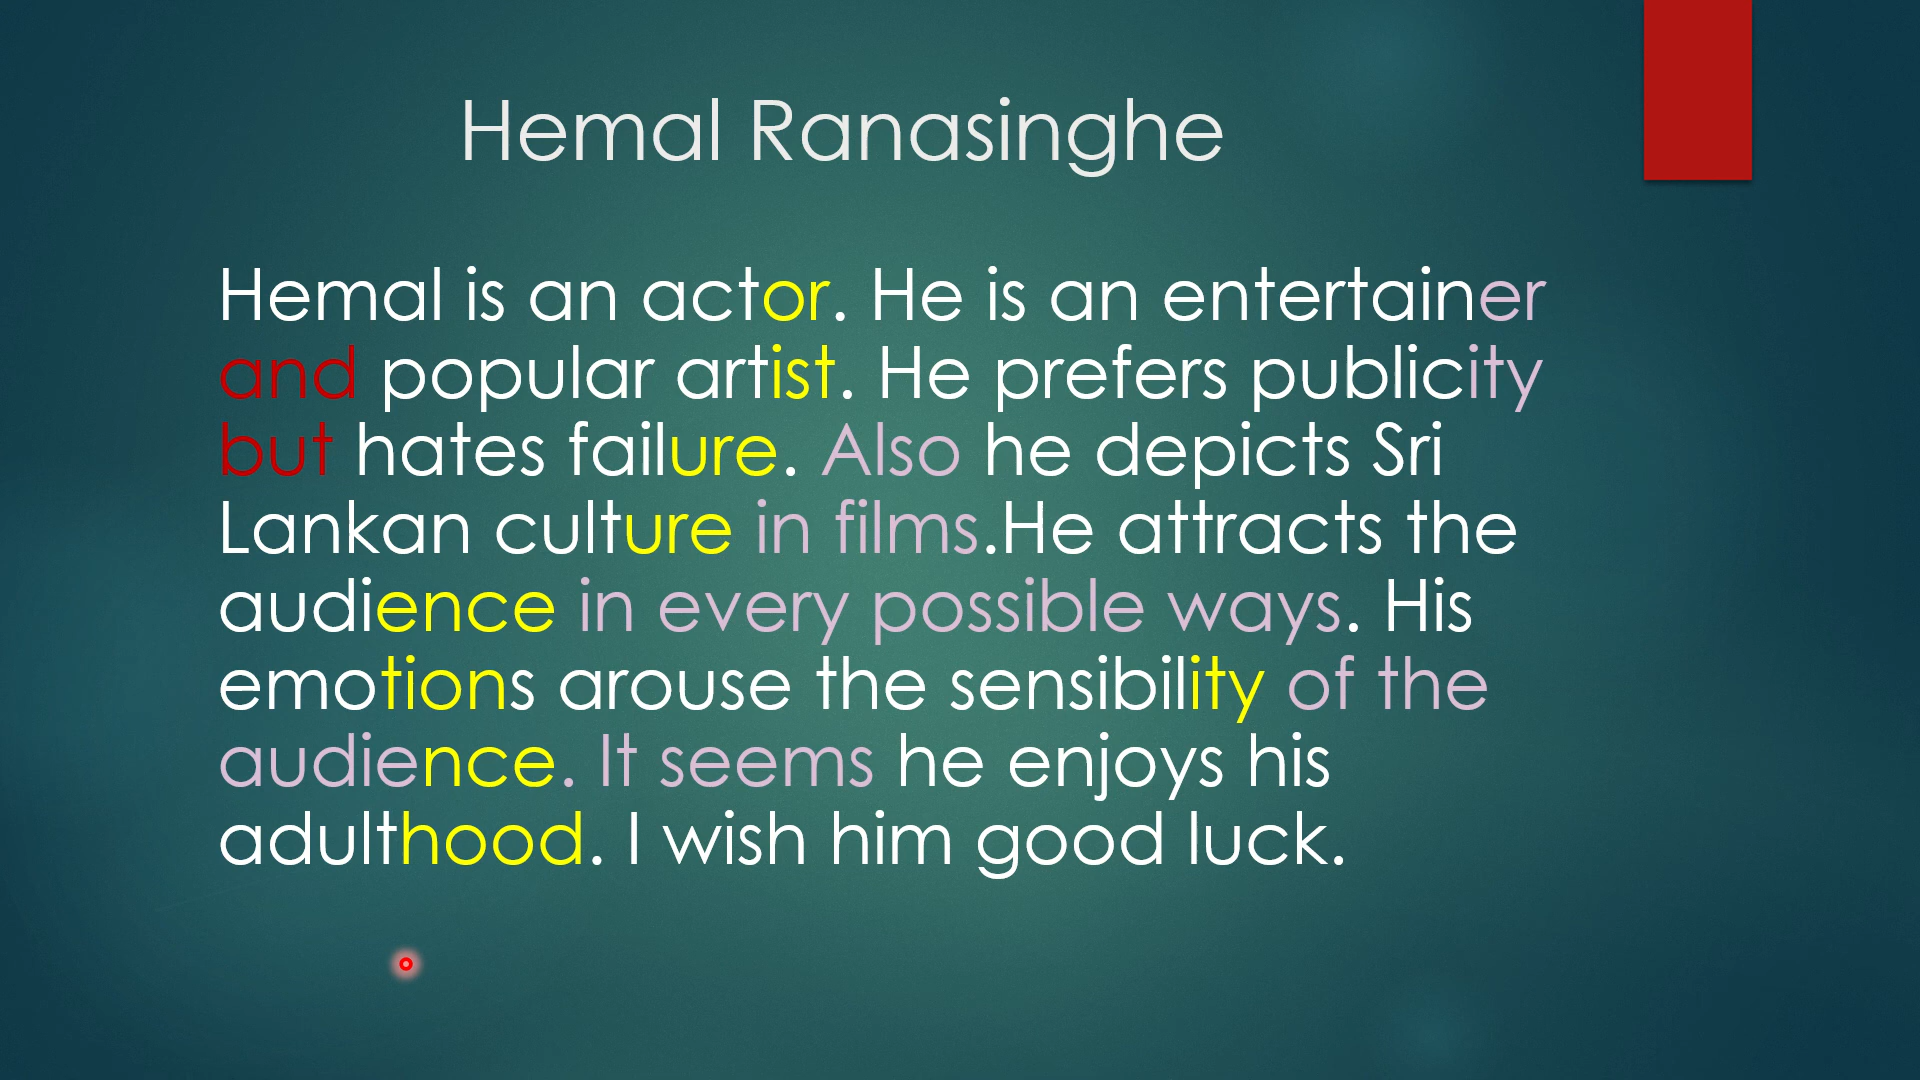 Hemal Ranasinghe
Hemal is an actor. He is an entertainer
and popular artist. He prefers publicity
but hates failure. Also he depicts Sri
Lankan culture in films.He attracts the
audience in every possible ways. His
emotions arouse the sensibility of the
audience. It seems he enjoys his
adulthood. I wish him good luck.